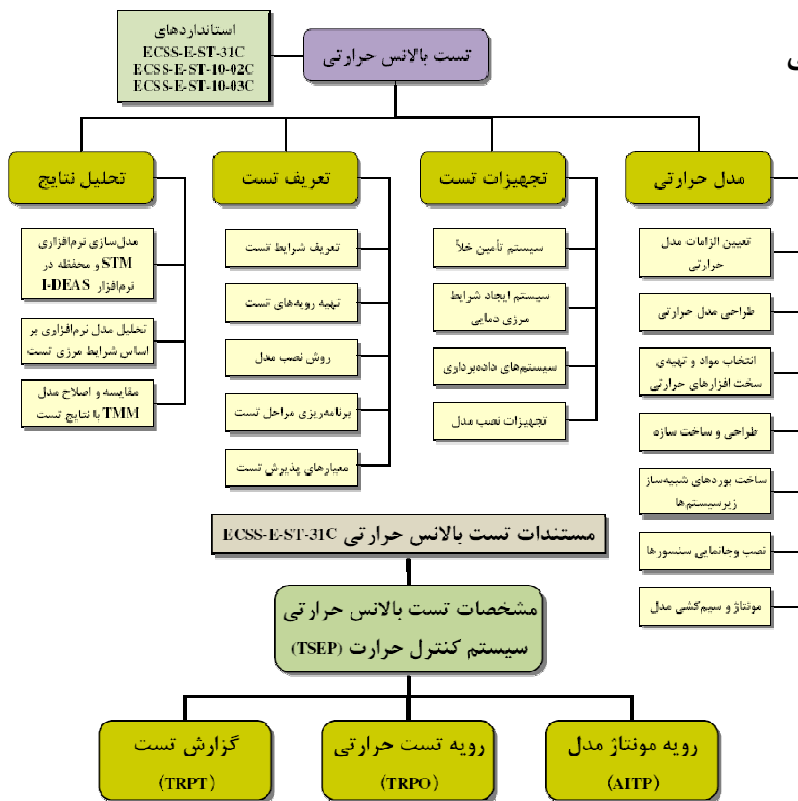 استانداردهای
ECSS-E-ST-31C
ECSS-E-ST-10-02C
ECSS-E-ST-10-03C
تست بالانس حرارتی
مدل حرارتی
تعیین الزامات مدل
حرارتی
طراحی مدل حرارتی
انتخاب مواد و تهیه‌ی
سخت افزارهای حرارتی
طراحی و ساخت سازه
ساخت بوردهای شبیه‌ساز
زیرسیستم‌ها
نصب وجانمایی سنسورها
مونتاژ و سیم‌کشی مدل
تجهیزات تست
سیستم تأمین خلأ
سیستم ایجاد شرایط
مرزی دمایی
سیستم‌های داده‌برداری
تجهیزات نصب مدل
تعریف تست
تعریف شرایط تست
تهیه رویه‌های تست
روش نصب مدل
برنامه‌ریزی مراحل تست
معیارهای پذیرش تست
تحلیل نتایج
مدل‌سازی نرم‌افزاری
STM و محفظه در
نرم‌افزار I-DEAS
تحلیل مدل نرم‌افزاری بر
اساس شرایط مرزی تست
مقایسه و اصلاح مدل
TMM با نتایج تست
مستندات تست بالانس حرارتی ECSS-E-ST-31C
مشخصات تست بالانس حرارتی
سیستم کنترل حرارت (TSEP)
رویه مونتاژ مدل
(AITP)
رویه تست حرارتی
(TRPO)
گزارش تست
(TRPT)